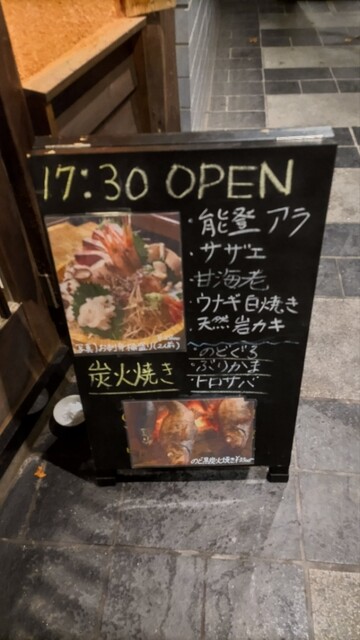 17:30 OPEN
・能登 アラ
・サザエ
・甘海老
・ウナギ白焼き
・天然 岩カキ
炭火焼き
・のどぐろ
・ぶりかま
・トロサバ